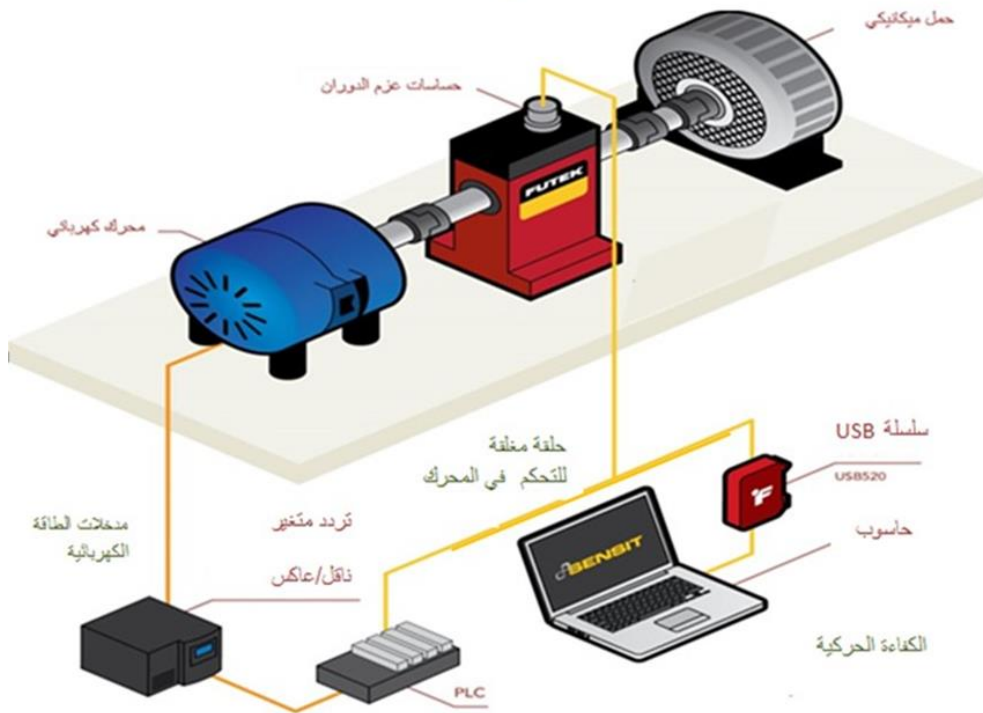 حمل ميكانيكي
حساسات عزم الدوران
FUTEK
محرك كهربائي
سلسلة USB
USB520
حلقة مغلقة
للتحكم في المحرك
حاسوب
تردد متغير
مدخلات الطاقة
الكهربائية
ناقل/عاكس
SENSIT
الكفاءة الحركية
PLC